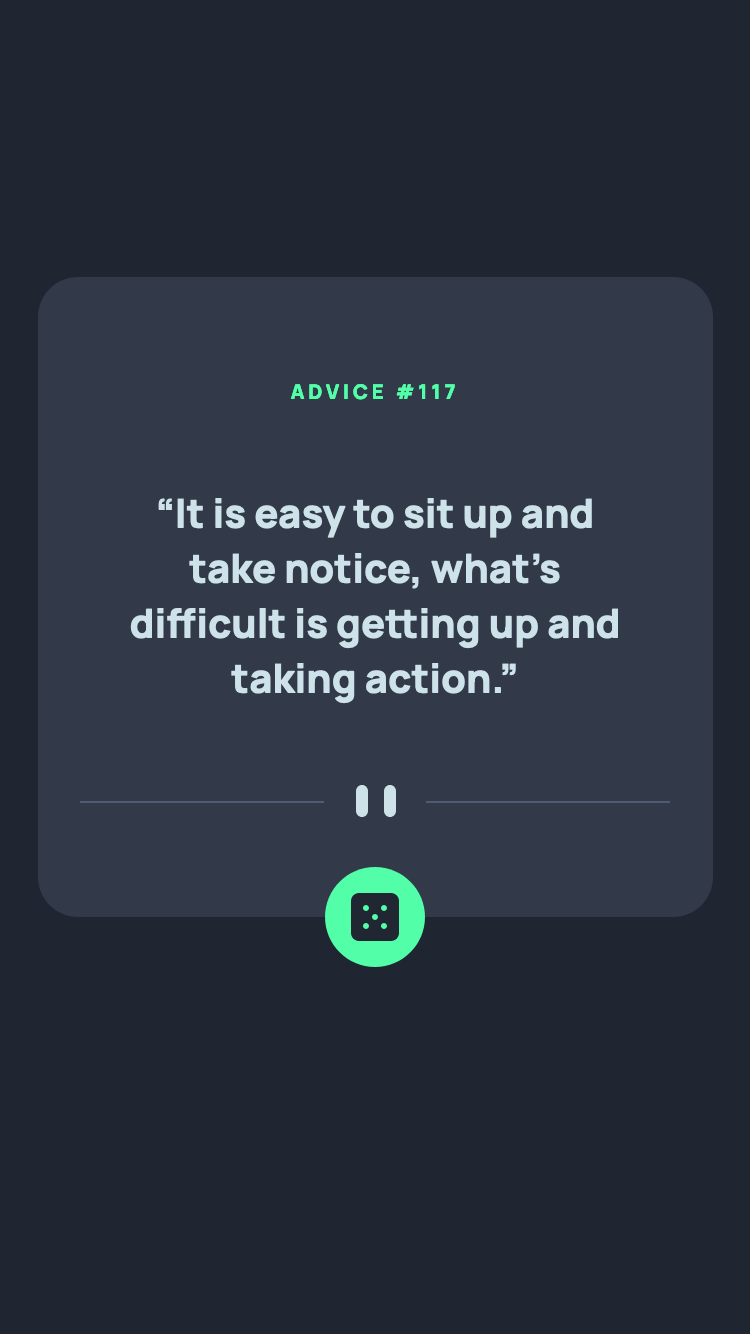 ADVICE #117
“It is easy to sit up and
take notice, what’s
difficult is getting up and
taking action.”